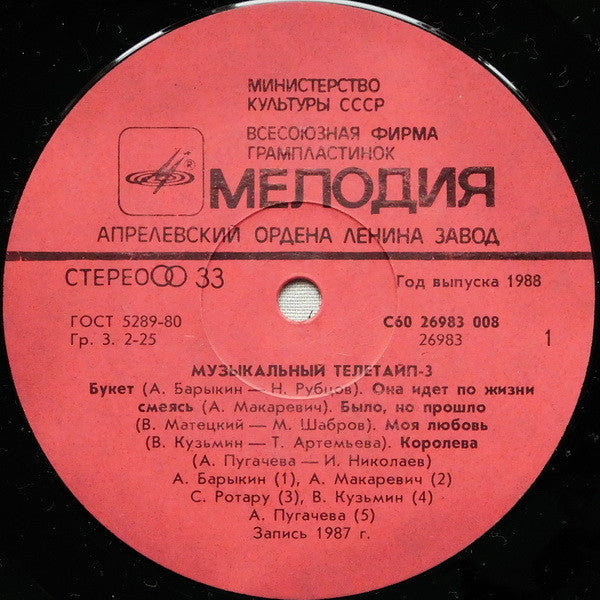 МИНИСТЕРСТВО
КУЛЬТУРЫ СССР
ВСЕСОЮЗНАЯ ФИРМА
ГРАМПЛАСТИНОК
МЕЛОДИЯ
АПРЕЛЕВСКИЙ ОРДЕНА ЛЕНИНА ЗАВОД
СТЕРЕО 33
Год выпуска 1988
ГОСТ 5289-80
С60 26983 008
Гр. 3. 2-25
26983
1
МУЗЫКАЛЬНЫЙ ТЕЛЕТАЙП-3
Букет (А. Барыкин — Н. Рубцов). Она идет по жизни
смеясь (А. Макаревич). Было, но прошло
(В. Матецкий — М. Шабров). Моя любовь
(В. Кузьмин — Т. Артемьева). Королева
(А. Пугачева — И. Николаев)
А. Барыкин (1), А. Макаревич (2)
С. Ротару (3), В. Кузьмин (4)
А. Пугачева (5)
Запись 1987 г.